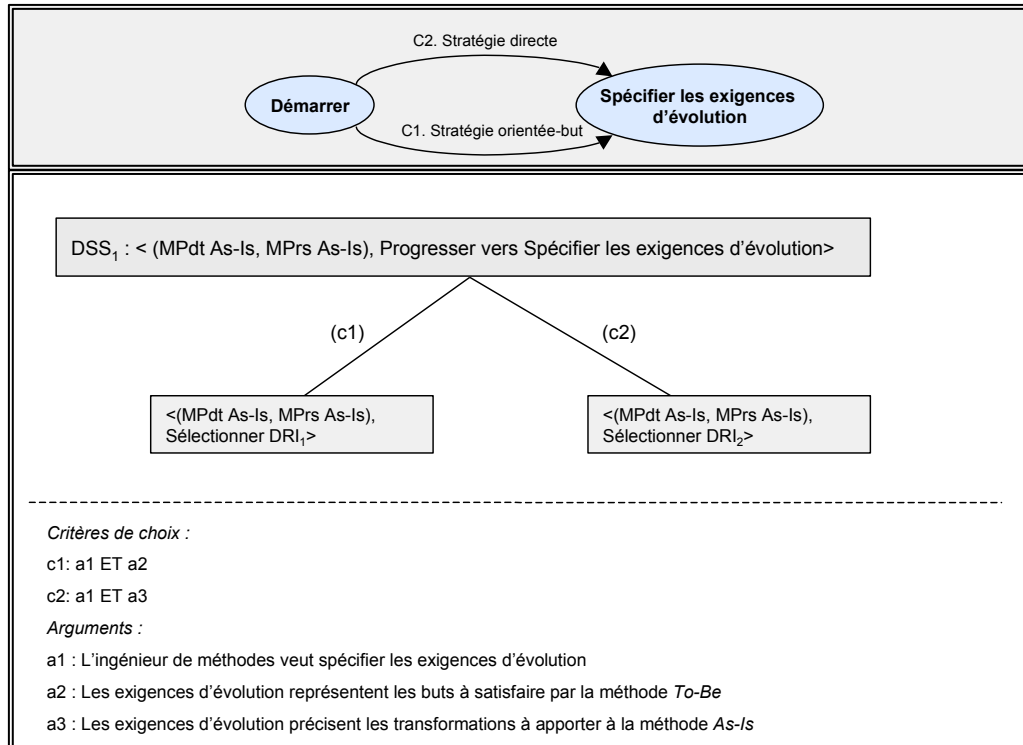 C2. Stratégie directe
Démarrer
Spécifier les exigences
d’évolution
C1. Stratégie orientée-but
DSS₁ : < (MPdt As-Is, MPrs As-Is), Progresser vers Spécifier les exigences d’évolution>
(c1)
(c2)
<(MPdt As-Is, MPrs As-Is),
Sélectionner DRI₁>
<(MPdt As-Is, MPrs As-Is),
Sélectionner DRI₂>
Critères de choix :
c1: a1 ET a2
c2: a1 ET a3
Arguments :
a1 : L’ingénieur de méthodes veut spécifier les exigences d’évolution
a2 : Les exigences d’évolution représentent les buts à satisfaire par la méthode To-Be
a3 : Les exigences d’évolution précisent les transformations à apporter à la méthode As-Is